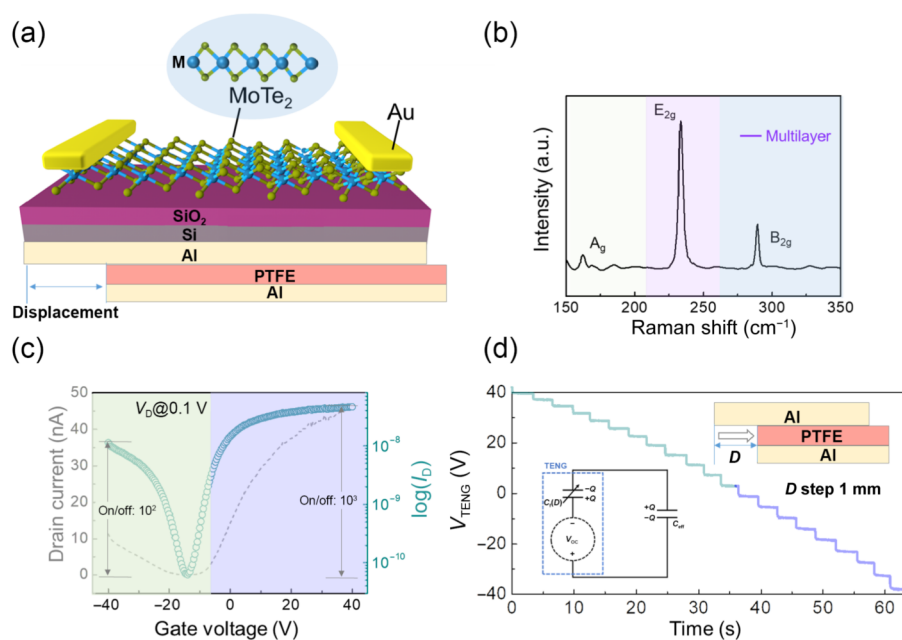 (a)
M
MoTe2
Au
SiO2
Si
Al
PTFE
Al
Displacement
(b)
Intensity (a.u.)
Ag
E2g
Multilayer
B2g
150 200 250 300 350
Raman shift (cm−1)
(c)
Drain current (nA)
50
40
30
20
10
0
VD@0.1 V
On/off: 10²
On/off: 10³
10−8
10−9
10−10
log(ID)
−40 −20 0 20 40
Gate voltage (V)
(d)
VTENG (V)
40
20
0
−20
−40
Al
PTFE
D
Al
D step 1 mm
TENG
−Q
+Q
Ct(D)
−
VOC
+
+Q
−Q
Ceff
0 10 20 30 40 50 60
Time (s)